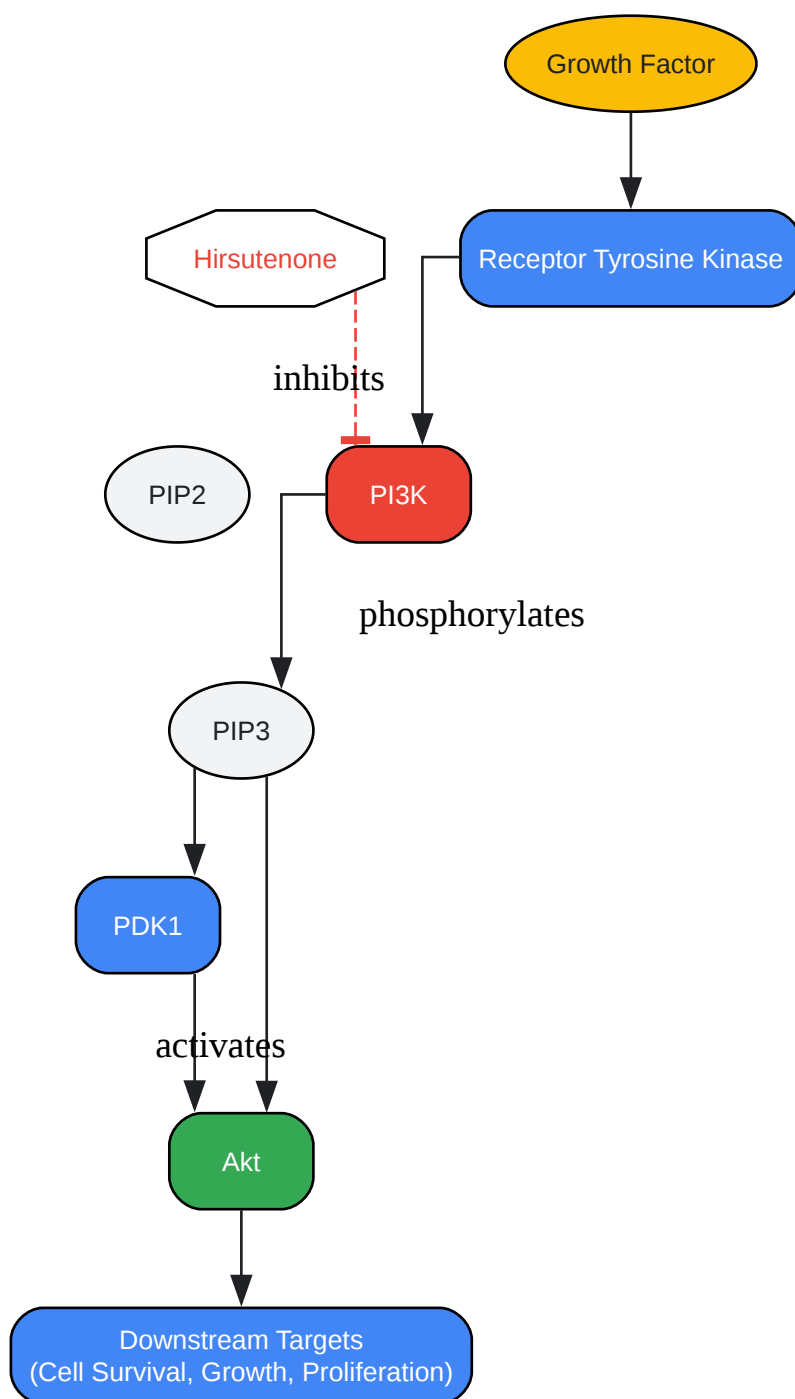 Growth Factor
Hirsutenone
Receptor Tyrosine Kinase
inhibits
PIP2
PI3K
phosphorylates
PIP3
PDK1
activates
Akt
Downstream Targets
(Cell Survival, Growth, Proliferation)